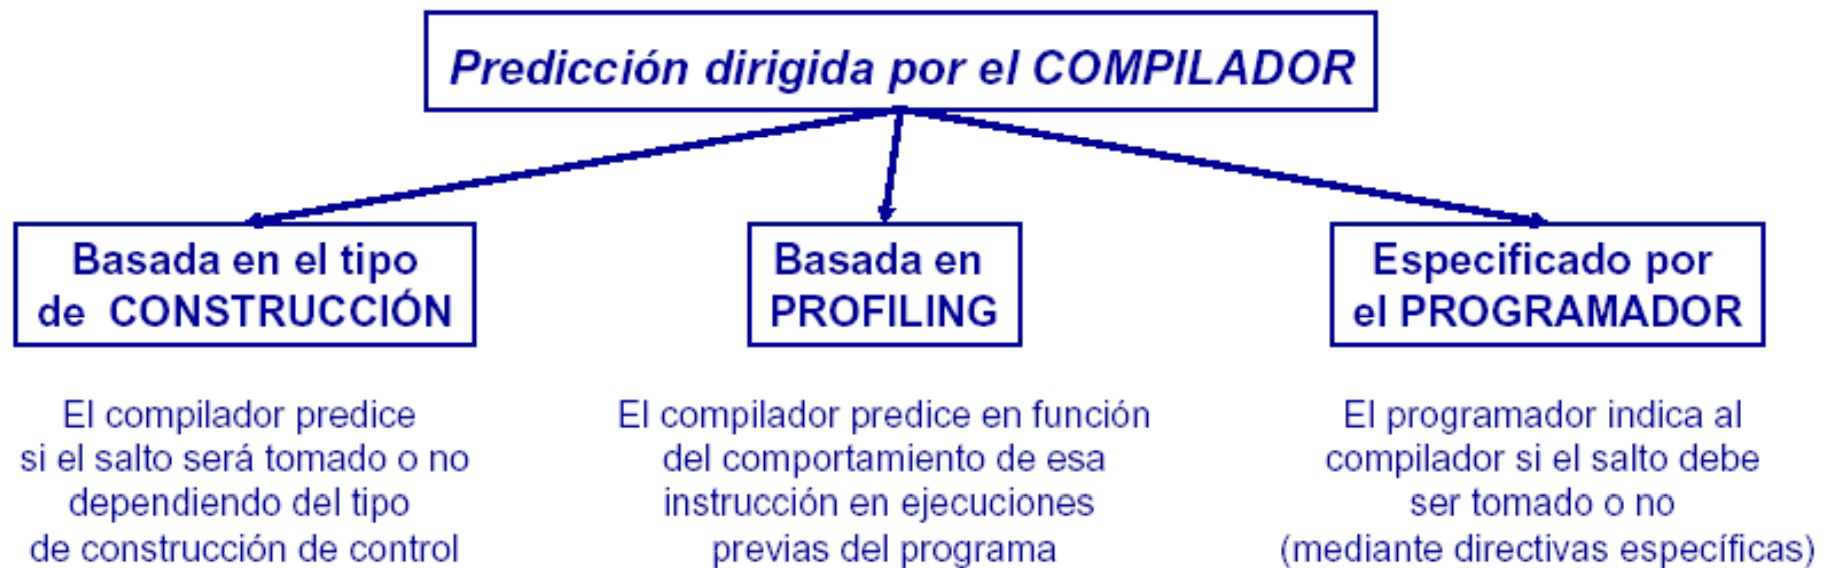 Predicción dirigida por el COMPILADOR
Basada en el tipo
de CONSTRUCCIÓN
El compilador predice
si el salto será tomado o no
dependiendo del tipo
de construcción de control
Basada en
PROFILING
El compilador predice en función
del comportamiento de esa
instrucción en ejecuciones
previas del programa
Especificado por
el PROGRAMADOR
El programador indica al
compilador si el salto debe
ser tomado o no
(mediante directivas específicas)